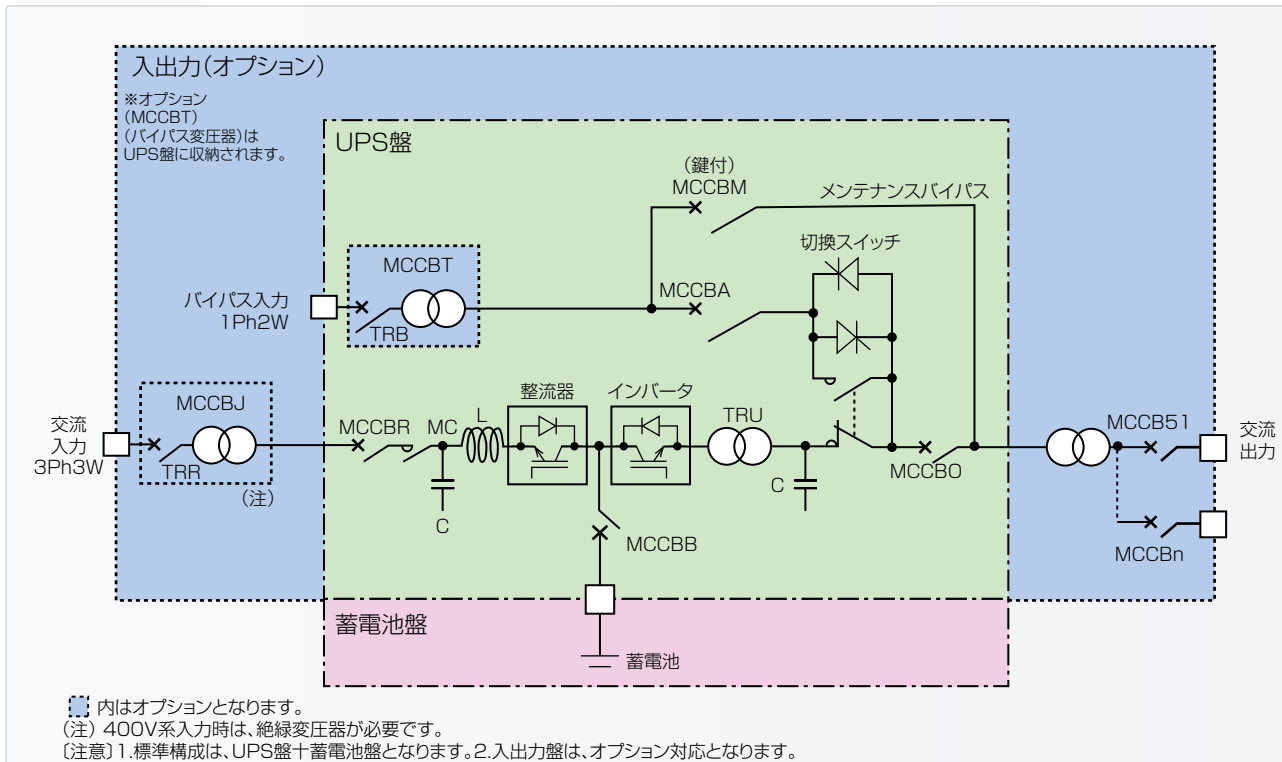 入出力(オプション)
※オプション
(MCCBT)
(バイパス変圧器)は
UPS盤に収納されます。
UPS盤
(鍵付)
MCCBM
メンテナンスバイパス
切換スイッチ
MCCBT
MCCBA
バイパス入力
1Ph2W
TRB
整流器
インバータ
MCCBJ
交流
入力
3Ph3W
TRR
(注)
MCCBR
MC
L
TRU
MCCB51
交流
出力
C
C
MCCBO
MCCBB
MCCBn
蓄電池盤
蓄電池
内はオプションとなります。
(注) 400V系入力時は、絶縁変圧器が必要です。
〔注意〕1.標準構成は、UPS盤十蓄電池盤となります。2.入出力盤は、オプション対応となります。